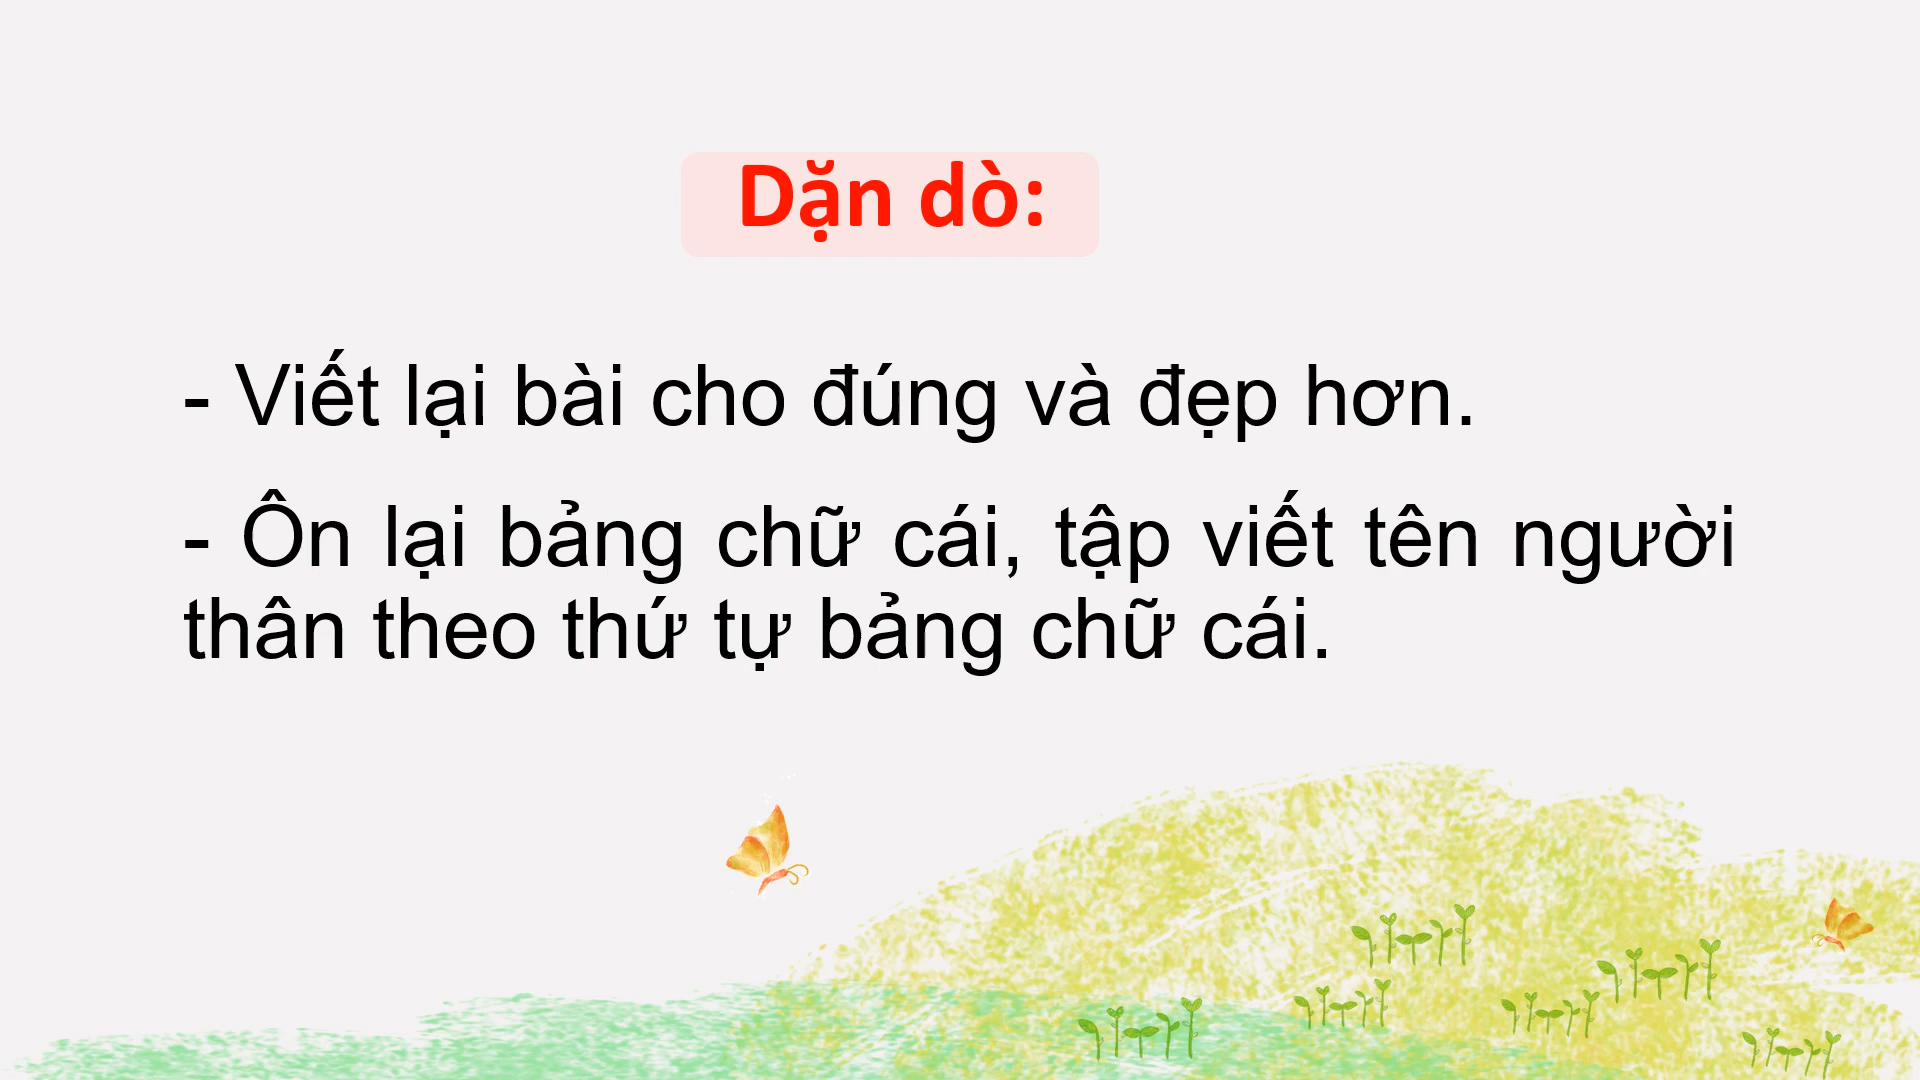 Dặn dò:
- Viết lại bài cho đúng và đẹp hơn.
- Ôn lại bảng chữ cái, tập viết tên người
thân theo thứ tự bảng chữ cái.